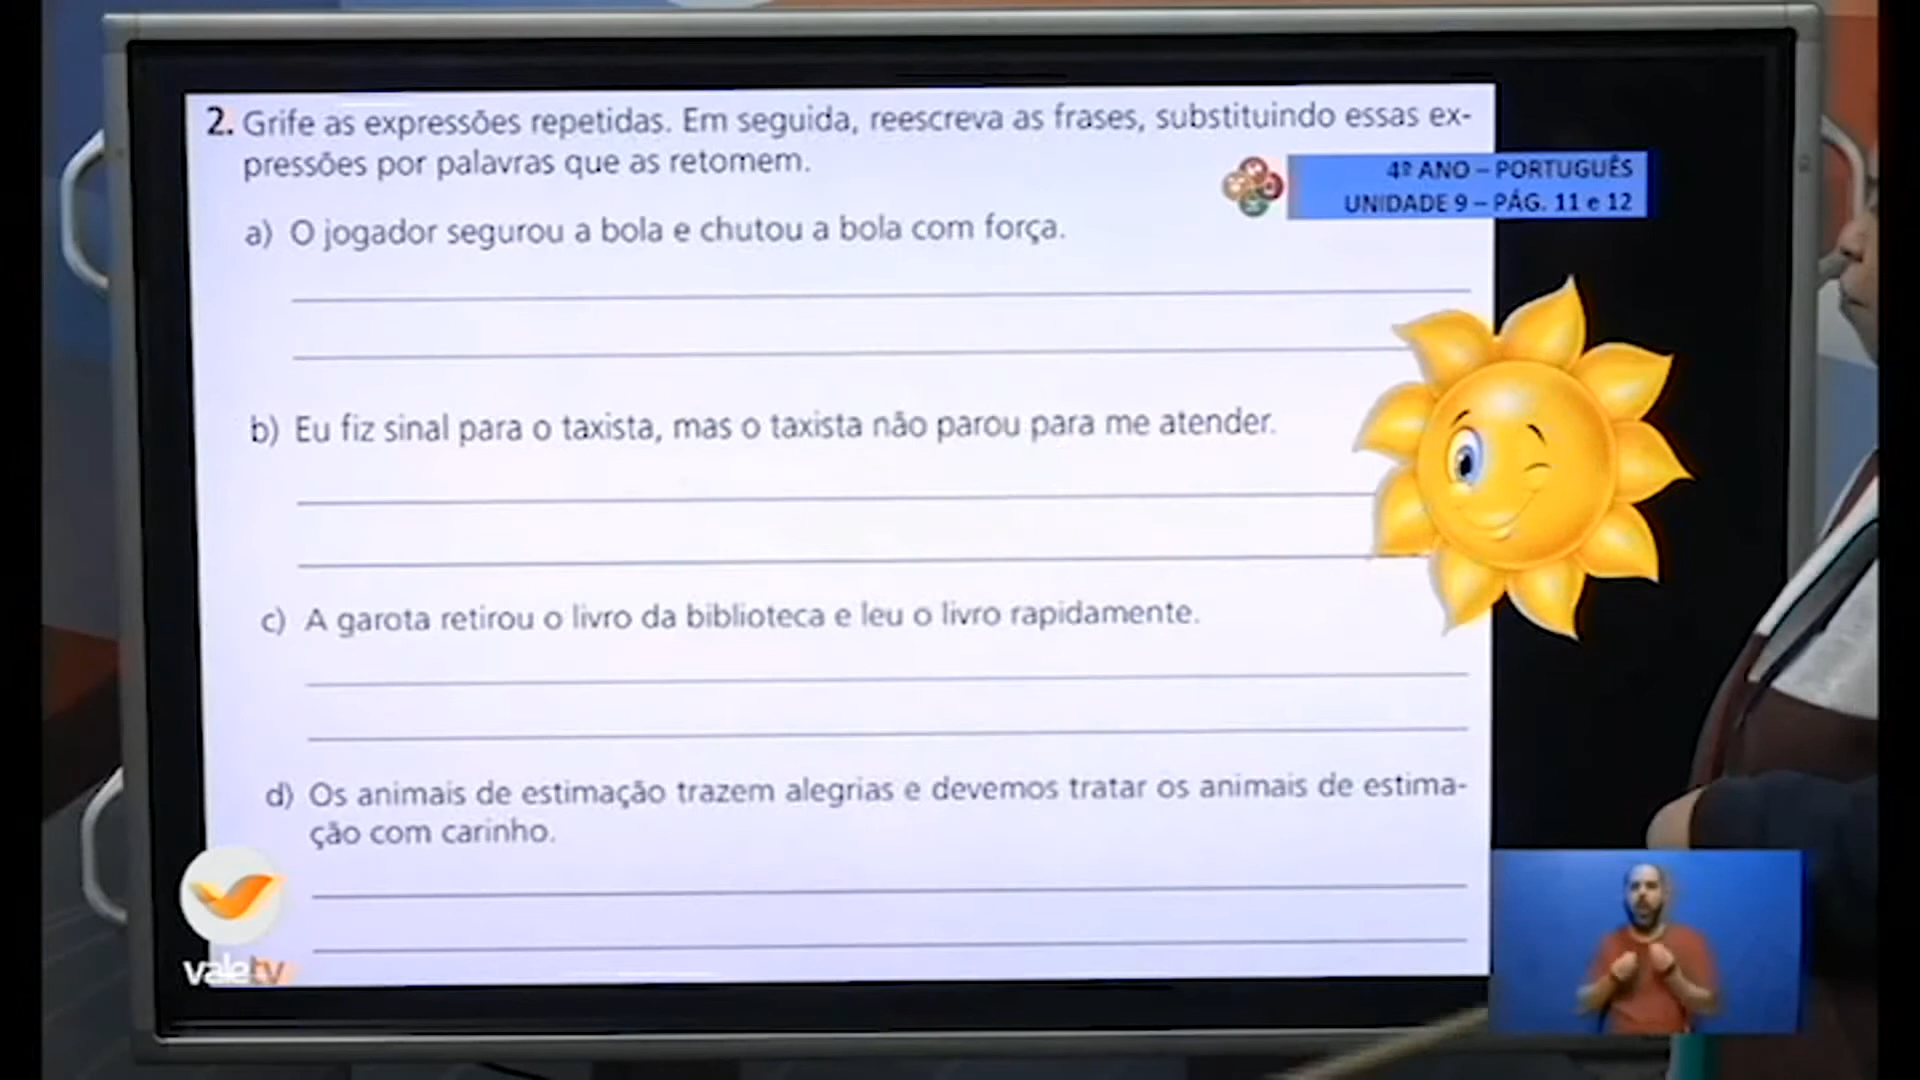 2. Grife as expressões repetidas. Em seguida, reescreva as frases, substituindo essas ex-
pressões por palavras que as retomem.
4º ANO – PORTUGUÊS
UNIDADE 9 – PÁG. 11 e 12
a) O jogador segurou a bola e chutou a bola com força.
b) Eu fiz sinal para o taxista, mas o taxista não parou para me atender.
c) A garota retirou o livro da biblioteca e leu o livro rapidamente.
d) Os animais de estimação trazem alegrias e devemos tratar os animais de estima-
ção com carinho.
valetv